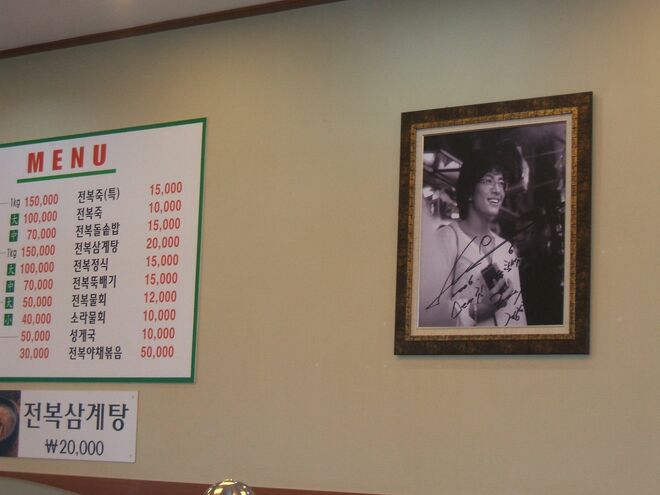 MENU
1kg 150,000 전복죽(특) 15,000
大 100,000 전복죽 10,000
中 70,000 전복돌솥밥 15,000
1kg 150,000 전복삼계탕 20,000
大 100,000 전복정식 15,000
中 70,000 전복뚝배기 15,000
大 50,000 전복물회 12,000
小 40,000 소라물회 10,000
50,000 성게국 10,000
30,000 전복야채볶음 50,000
전복삼계탕
₩20,000